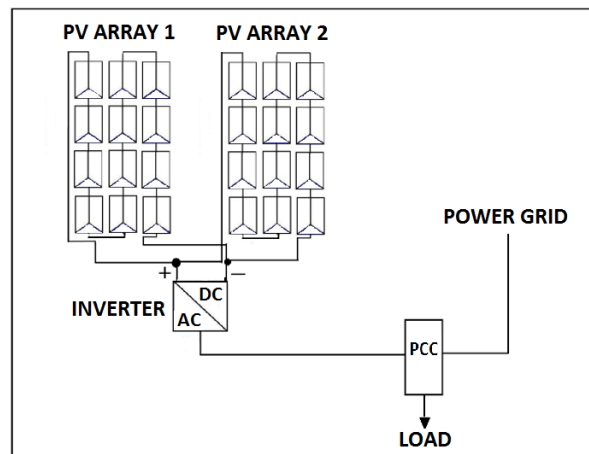 PV ARRAY 1
PV ARRAY 2
POWER GRID
+
–
DC
INVERTER
AC
PCC
LOAD